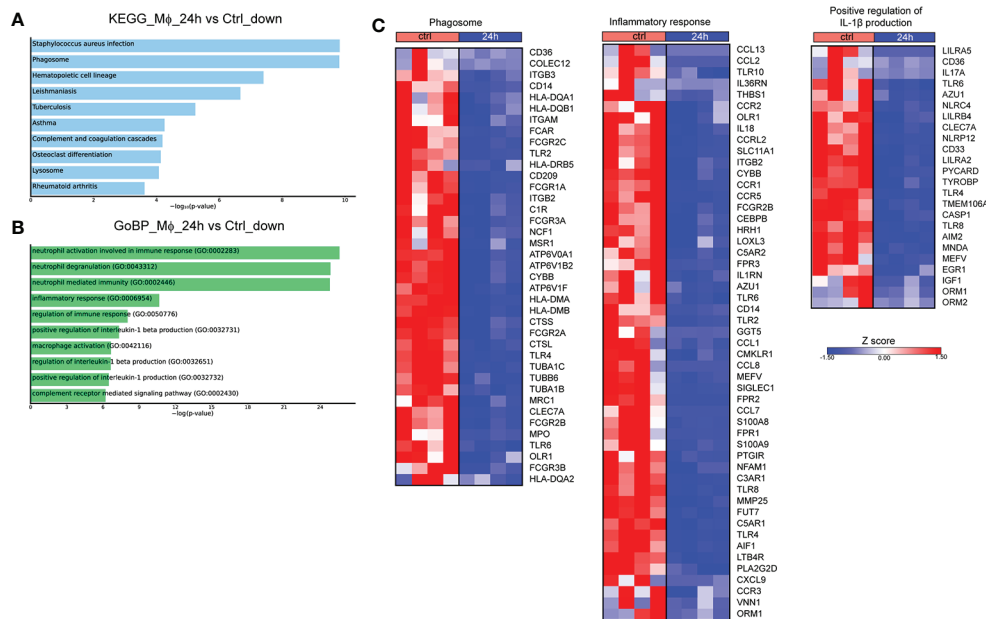 A
KEGG_Mϕ_24h vs Ctrl_down
Staphylococcus aureus infection
Phagosome
Hematopoietic cell lineage
Leishmaniasis
Tuberculosis
Asthma
Complement and coagulation cascades
Osteoclast differentiation
Lysosome
Rheumatoid arthritis
0 2 4 6 8 10
−log₁₀(p-value)
B
GoBP_Mϕ_24h vs Ctrl_down
neutrophil activation involved in immune response (GO:0002283)
neutrophil degranulation (GO:0043312)
neutrophil mediated immunity (GO:0002446)
inflammatory response (GO:0006954)
regulation of immune response (GO:0050776)
positive regulation of interleukin-1 beta production (GO:0032731)
macrophage activation (GO:0042116)
regulation of interleukin-1 beta production (GO:0032651)
positive regulation of interleukin-1 production (GO:0032732)
complement receptor mediated signaling pathway (GO:0002430)
0 3 6 9 12 15 18 21 24
−log(p-value)
C
Phagosome
ctrl 24h
CD36
COLEC12
ITGB3
CD14
HLA-DQA1
HLA-DQB1
ITGAM
FCAR
FCGR2C
TLR2
HLA-DRB5
CD209
FCGR1A
ITGB2
C1R
FCGR3A
NCF1
MSR1
ATP6V0A1
ATP6V1B2
CYBB
ATP6V1F
HLA-DMA
HLA-DMB
CTSS
FCGR2A
CTSL
TLR4
TUBA1C
TUBB6
TUBA1B
MRC1
CLEC7A
FCGR2B
MPO
TLR6
OLR1
FCGR3B
HLA-DQA2
Inflammatory response
ctrl 24h
CCL13
CCL2
TLR10
IL36RN
THBS1
CCR2
OLR1
IL18
CCRL2
SLC11A1
ITGB2
CYBB
CCR1
CCR5
FCGR2B
CEBPB
HRH1
LOXL3
C5AR2
FPR3
IL1RN
AZU1
TLR6
CD14
TLR2
GGT5
CCL1
CMKLR1
CCL8
MEFV
SIGLEC1
FPR2
CCL7
S100A8
FPR1
S100A9
PTGIR
NFAM1
C3AR1
TLR8
MMP25
FUT7
C5AR1
TLR4
AIF1
LTB4R
PLA2G2D
CXCL9
CCR3
VNN1
ORM1
Positive regulation of
IL-1β production
ctrl 24h
LILRA5
CD36
IL17A
TLR6
AZU1
NLRC4
LILRB4
CLEC7A
NLRP12
CD33
LILRA2
PYCARD
TYROBP
TLR4
TMEM106A
CASP1
TLR8
AIM2
MNDA
MEFV
EGR1
IGF1
ORM1
ORM2
Z score
-1.50 0.00 1.50